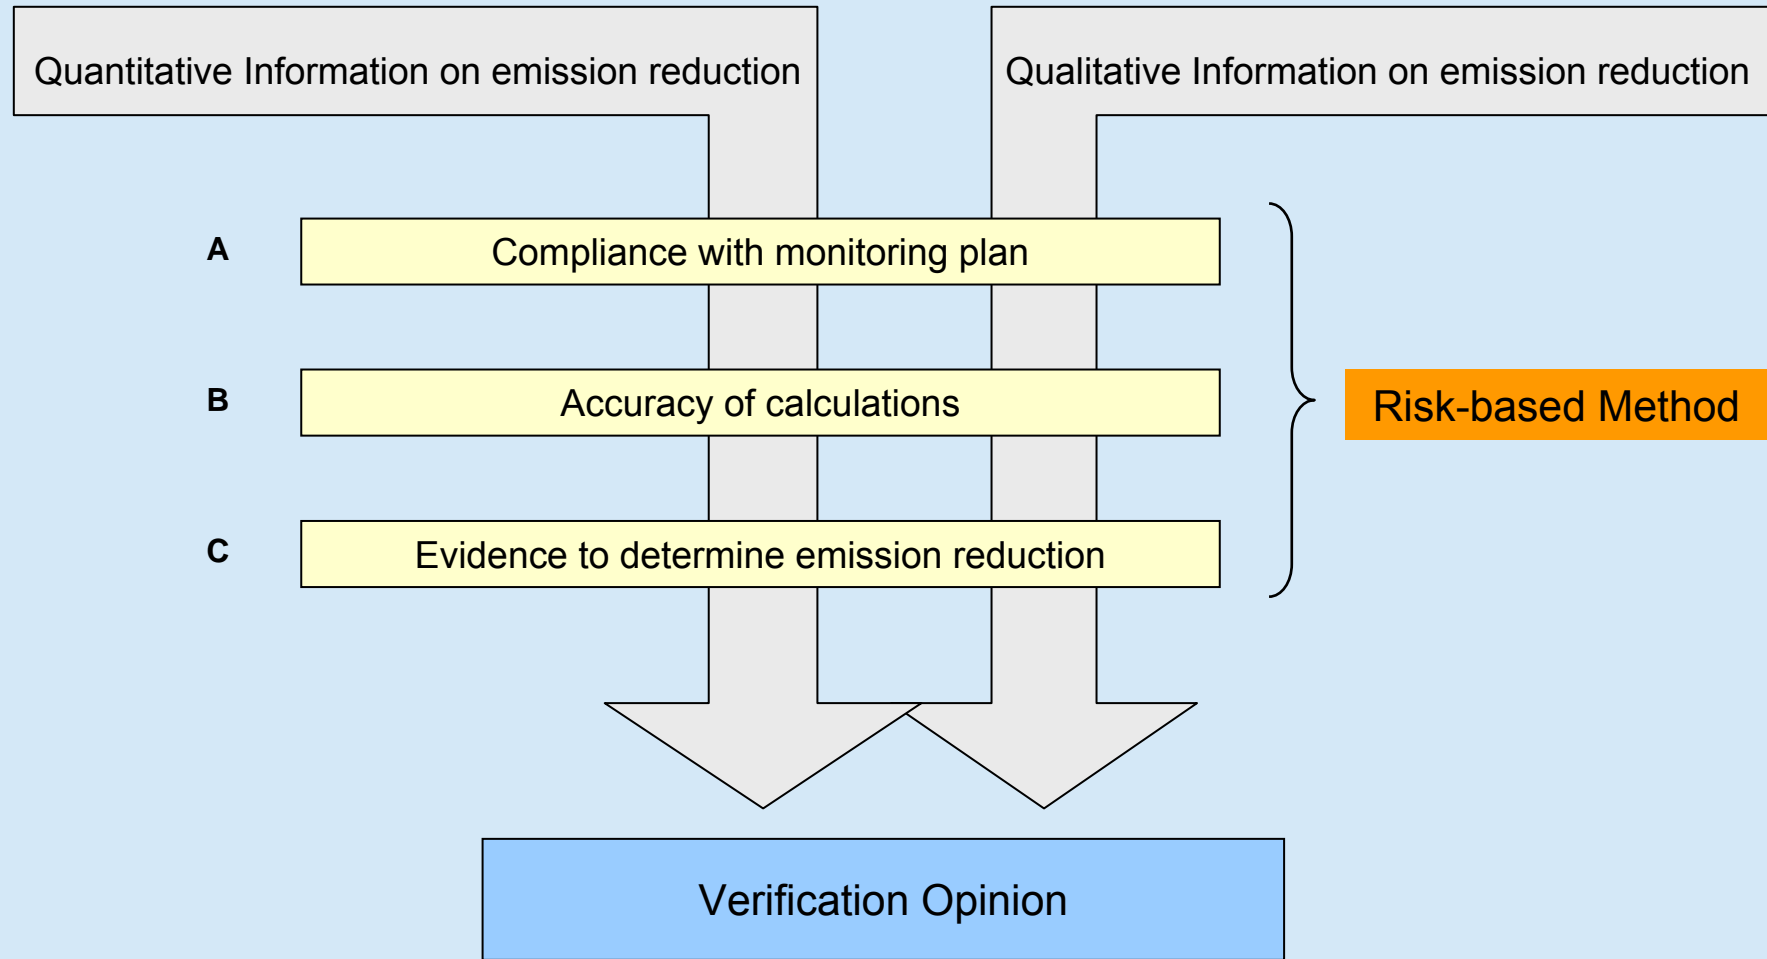 Quantitative Information on emission reduction
Qualitative Information on emission reduction
A
Compliance with monitoring plan
B
Accuracy of calculations
Risk-based Method
C
Evidence to determine emission reduction
Verification Opinion